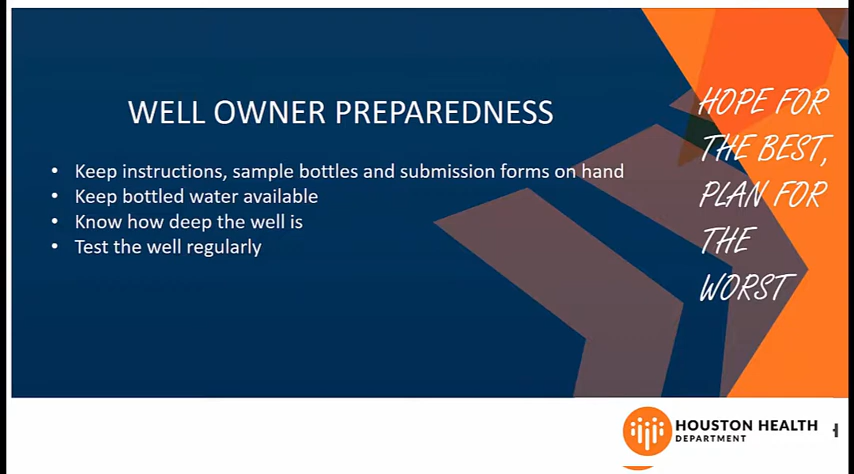 WELL OWNER PREPAREDNESS
• Keep instructions, sample bottles and submission forms on hand
• Keep bottled water available
• Know how deep the well is
• Test the well regularly
HOPE FOR
THE BEST,
PLAN FOR
THE
WORST
HOUSTON HEALTH
DEPARTMENT